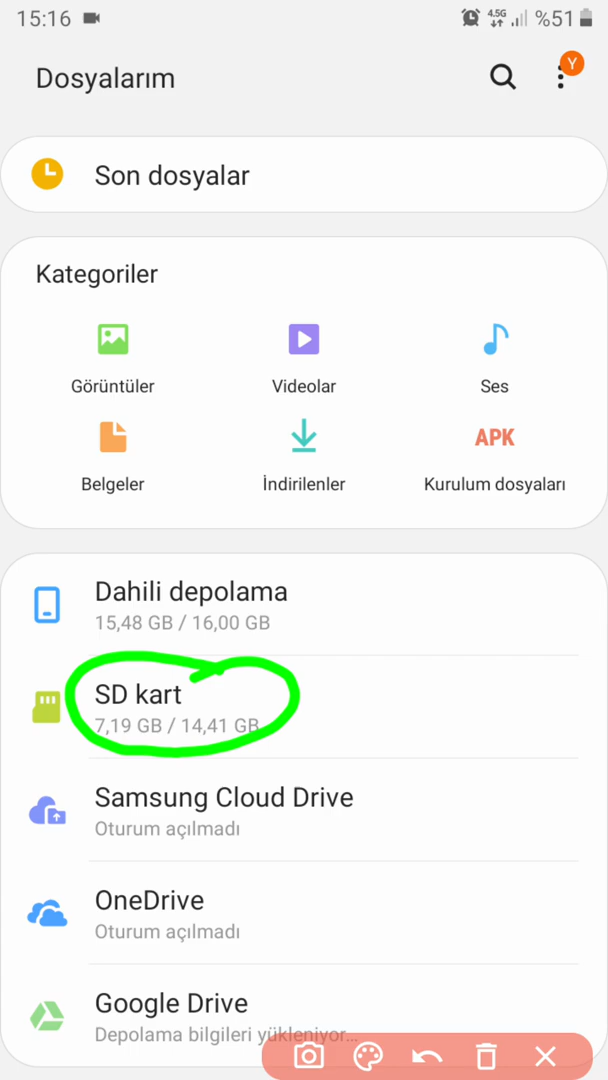 15:16
4.5G
%51
Dosyalarım
Y
Son dosyalar
Kategoriler
Görüntüler
Videolar
Ses
Belgeler
İndirilenler
APK
Kurulum dosyaları
Dahili depolama
15,48 GB / 16,00 GB
SD kart
7,19 GB / 14,41 GB
Samsung Cloud Drive
Oturum açılmadı
OneDrive
Oturum açılmadı
Google Drive
Depolama bilgileri yükleniyor...